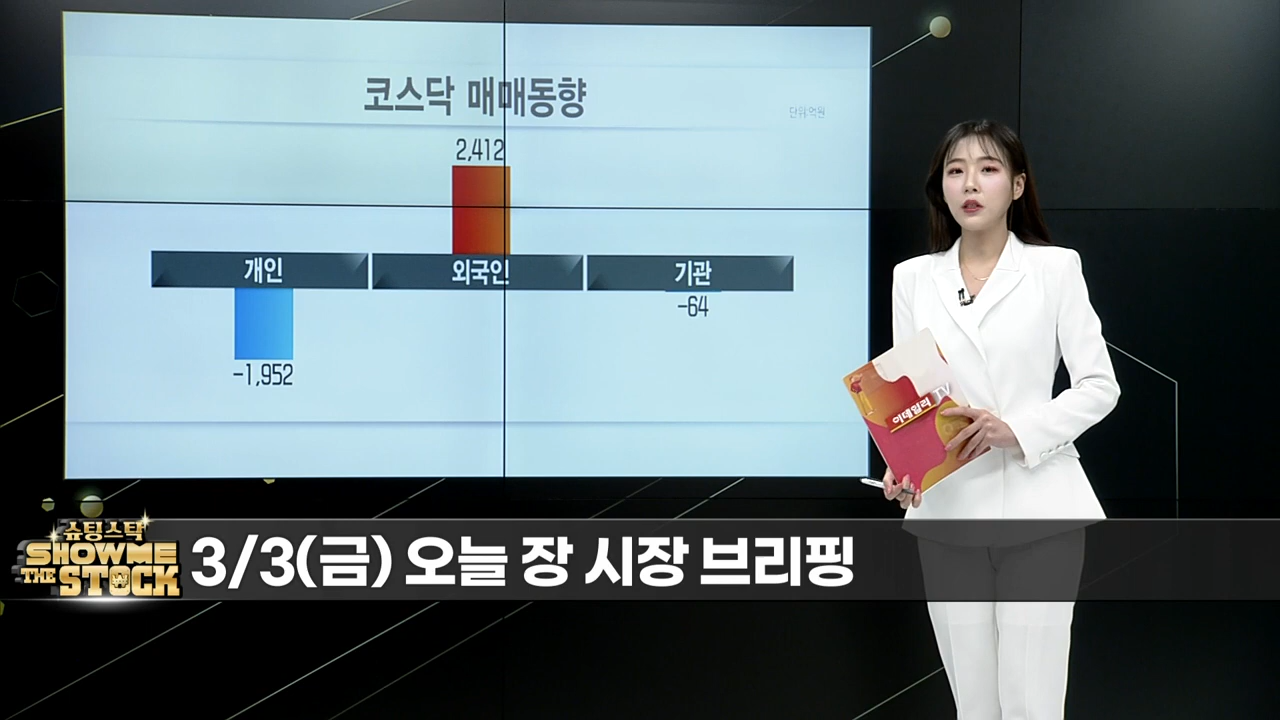 코스닥 매매동향
단위:억원
2,412
개인
외국인
기관
-64
-1,952
이데일리 TV
슈팅스탁
SHOW ME
THE STOCK
3/3(금) 오늘 장 시장 브리핑